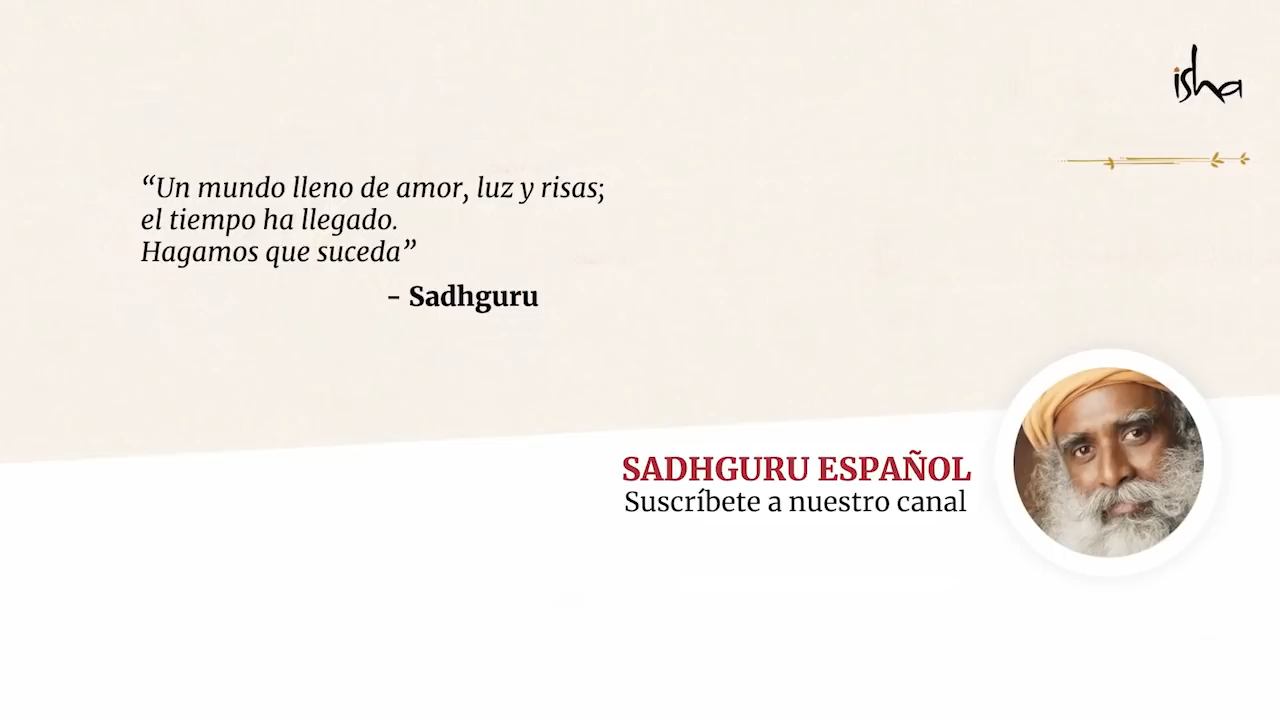 isha
“Un mundo lleno de amor, luz y risas;
el tiempo ha llegado.
Hagamos que suceda”
- Sadhguru
SADHGURU ESPAÑOL
Suscríbete a nuestro canal